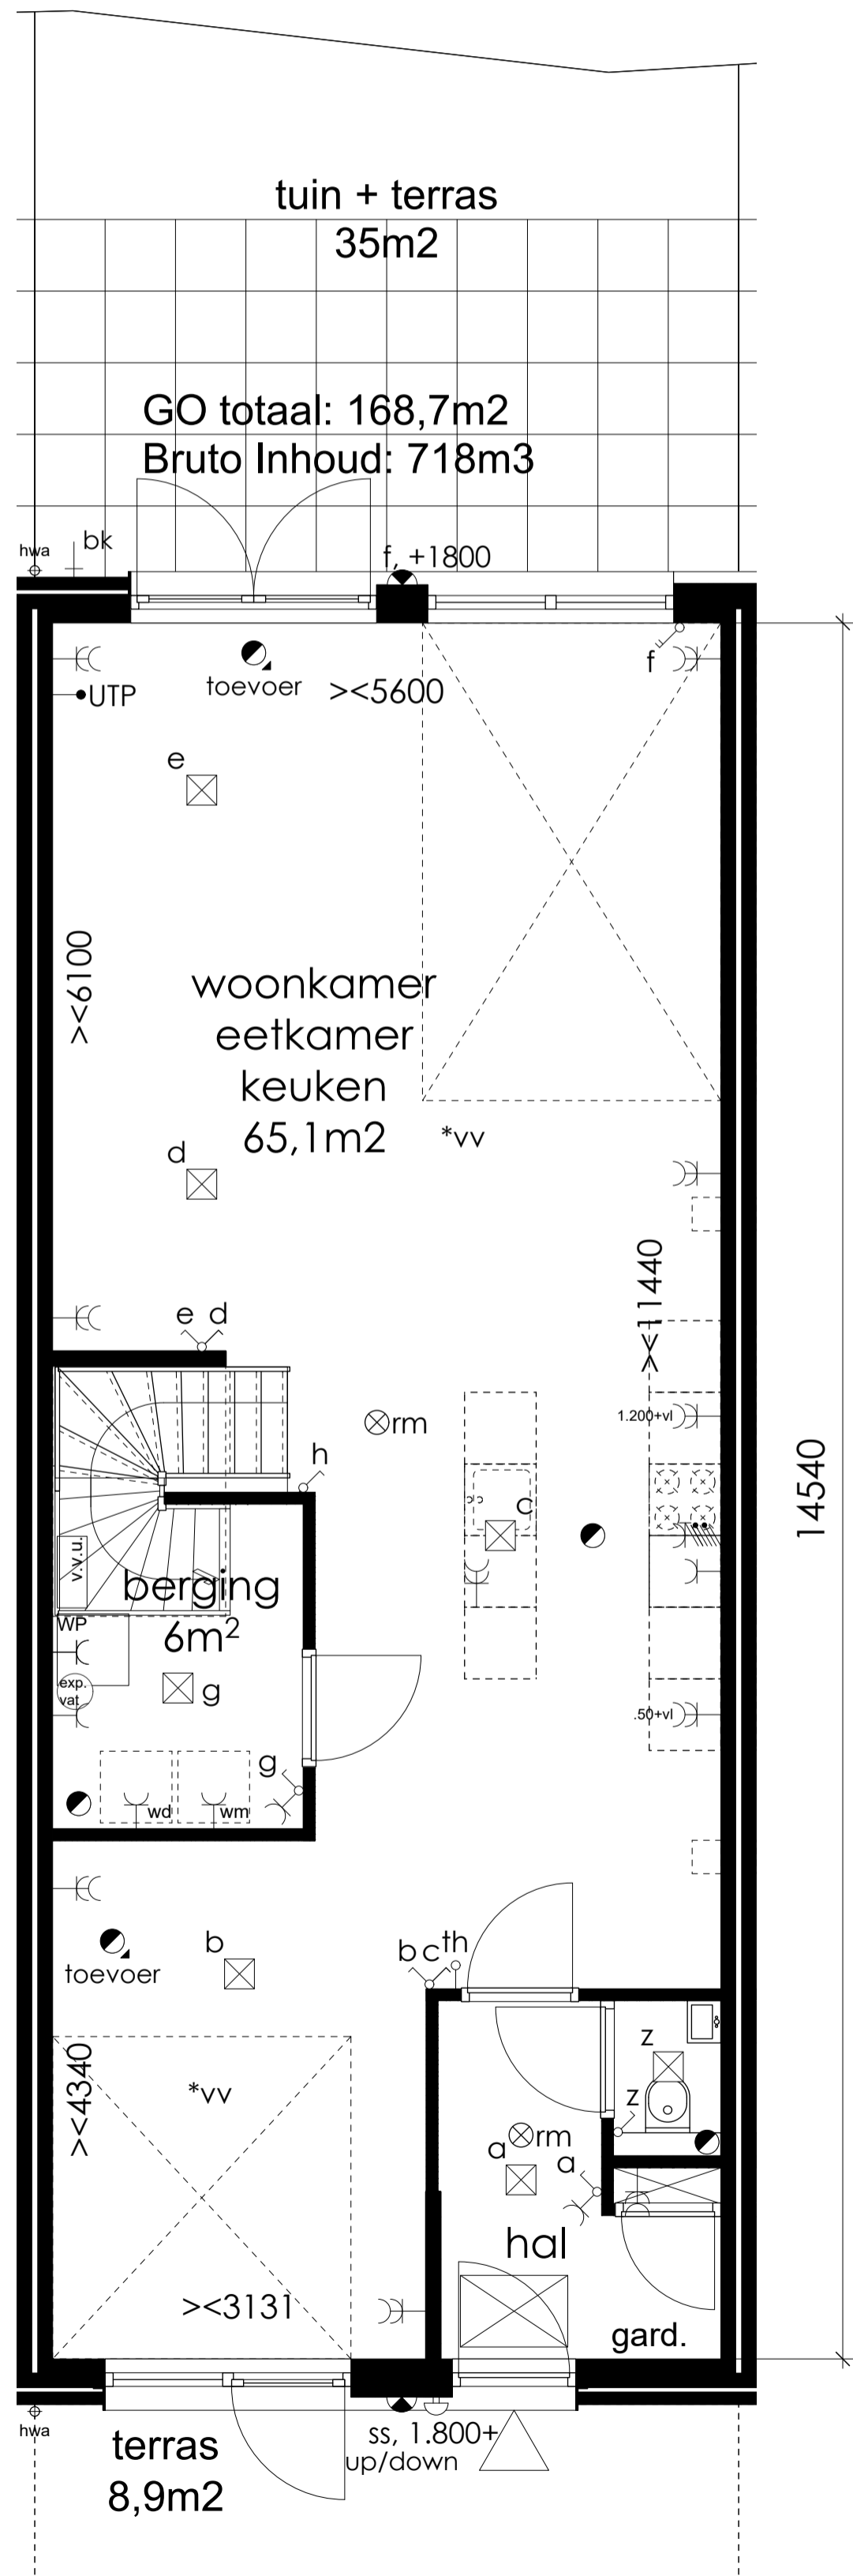 tuin + terras
35m2
GO totaal: 168,7m2
Bruto Inhoud: 718m3
hwa
bk
f, +1800
f
toevoer
><5600
UTP
e
><6100
woonkamer
eetkamer
keuken
65,1m2
*vv
d
><11440
e d
rm
1.200+vl
h
14540
c
v.v.u.
berging
6m²
WP
exp.
vat
g
.50+vl
g
wd
wm
b
b c th
toevoer
><4340
*vv
z
z
rm
a
a
hal
><3131
gard.
hwa
terras
8,9m2
ss, 1.800+
up/down